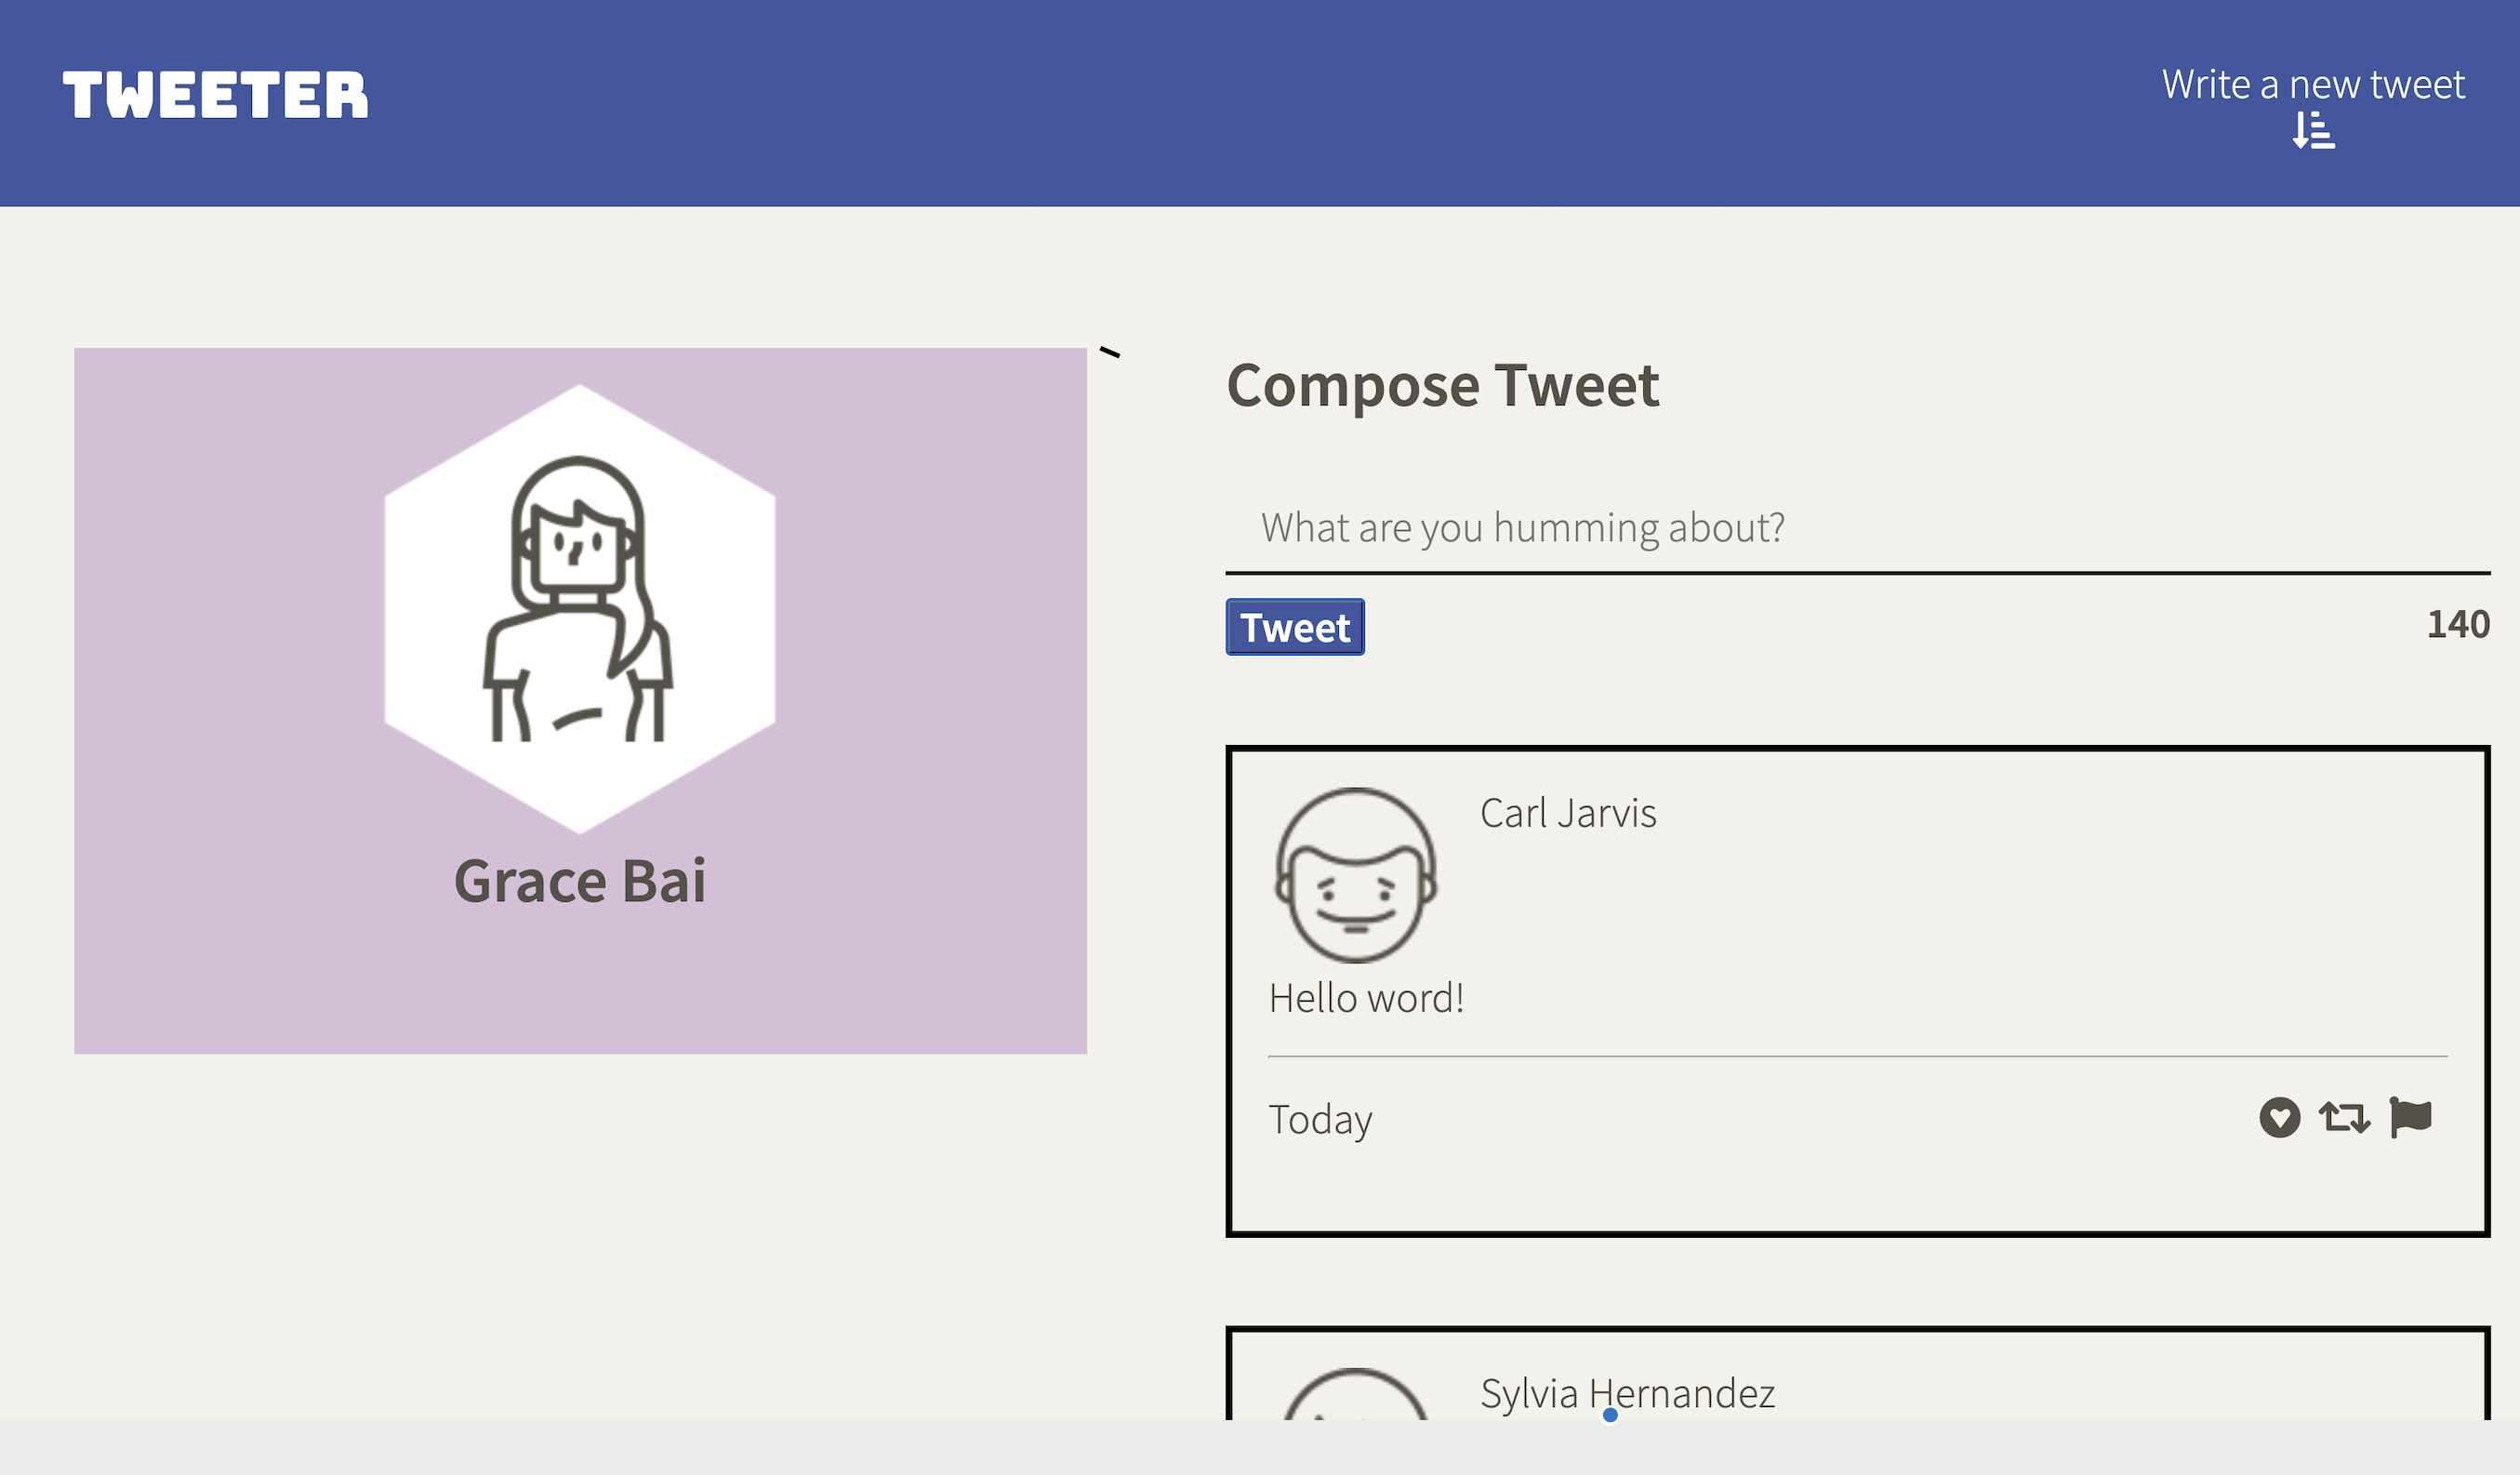 TWEETER
Write a new tweet
Grace Bai
Compose Tweet
What are you humming about?
Tweet
140
Carl Jarvis
Hello word!
Today
Sylvia Hernandez